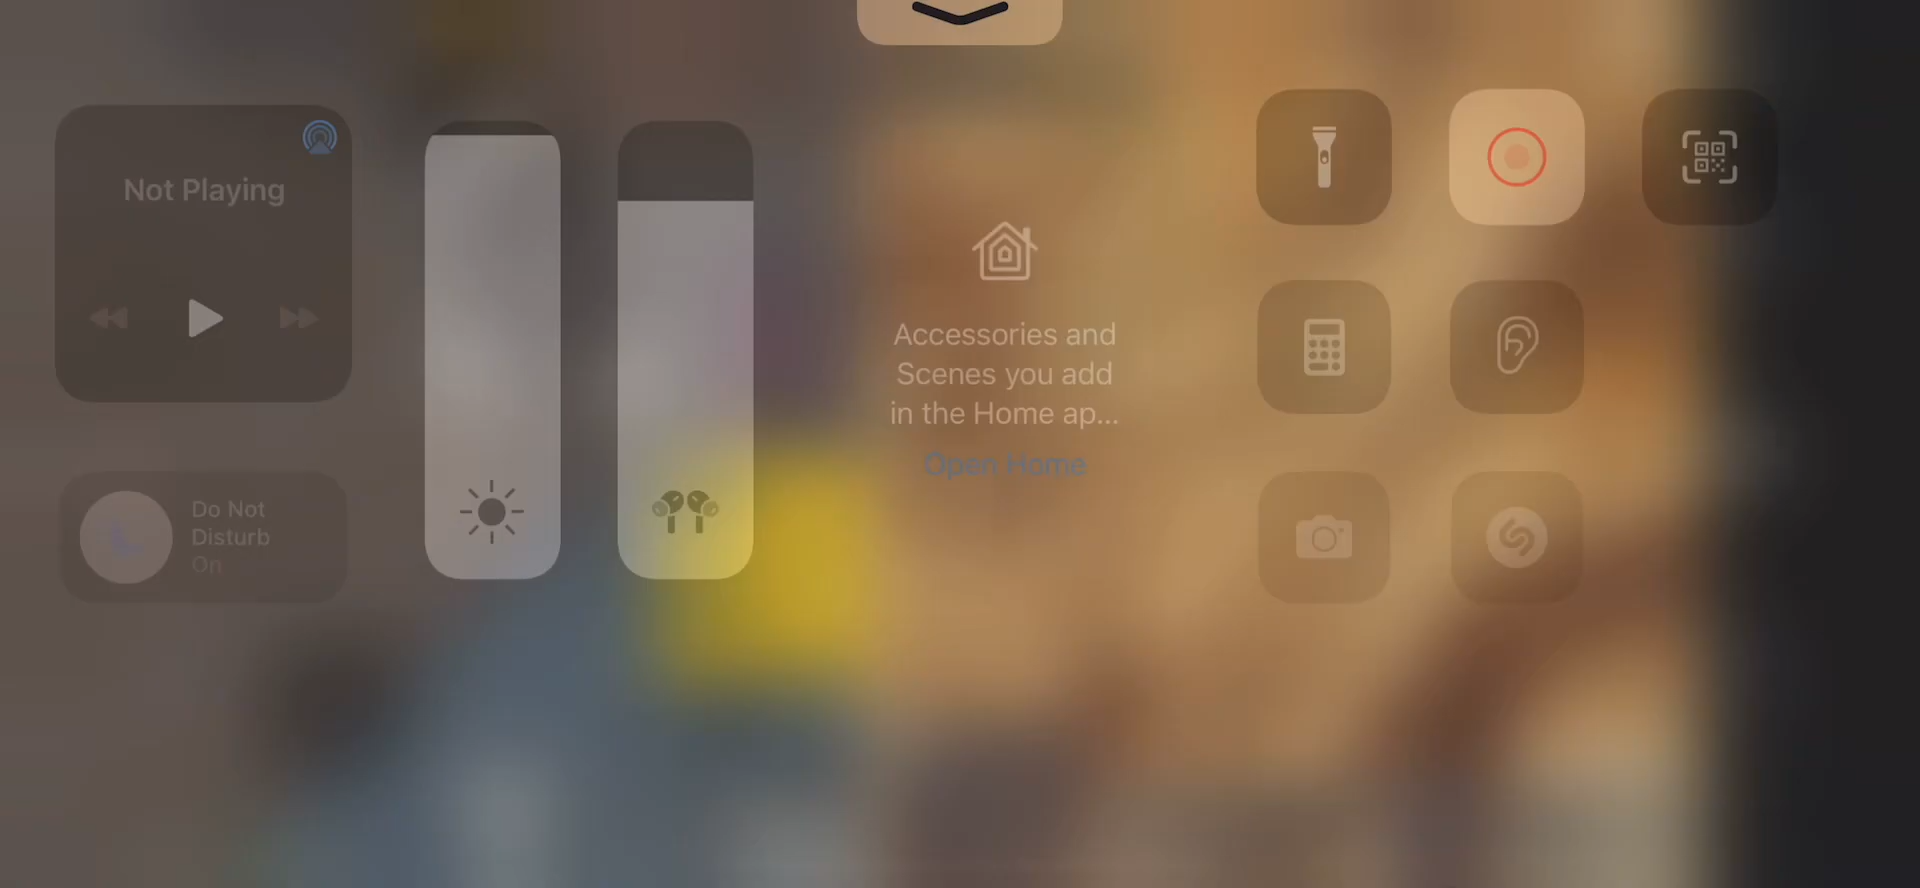 Not Playing
Do Not
Disturb
On
Accessories and
Scenes you add
in the Home ap...
Open Home